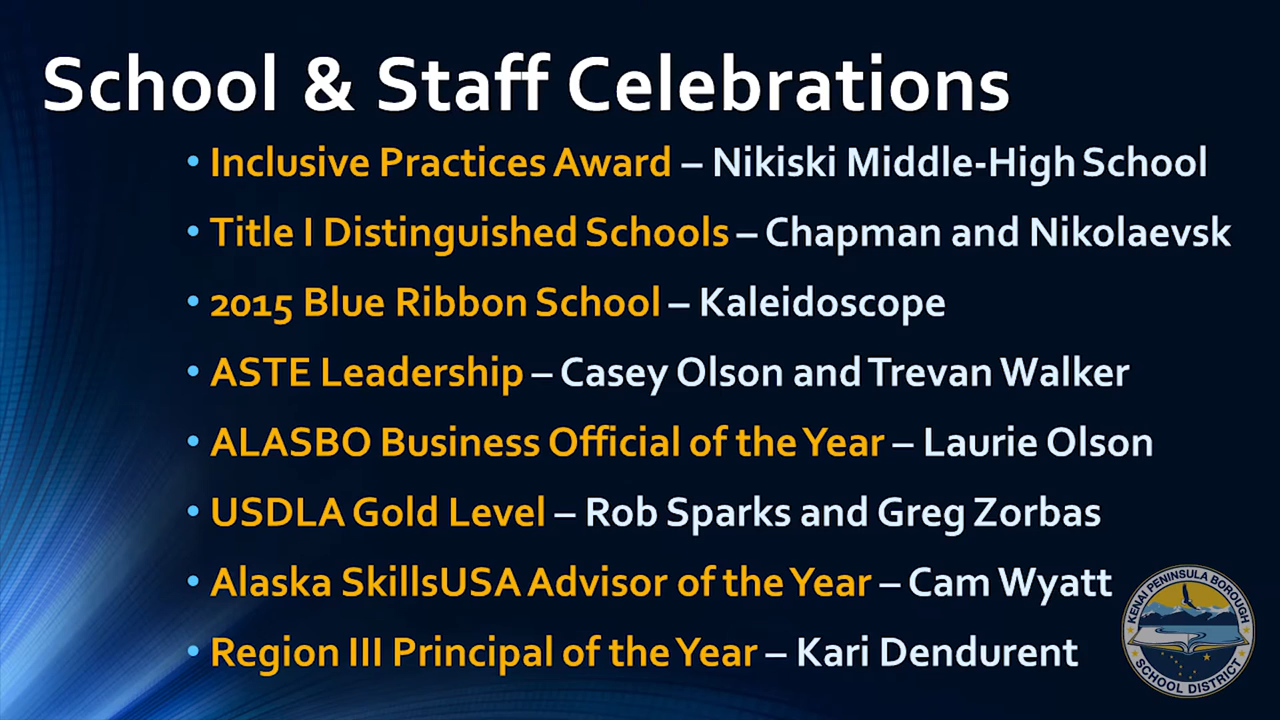 School & Staff Celebrations
• Inclusive Practices Award – Nikiski Middle-High School
• Title I Distinguished Schools – Chapman and Nikolaevsk
• 2015 Blue Ribbon School – Kaleidoscope
• ASTE Leadership – Casey Olson and Trevan Walker
• ALASBO Business Official of the Year – Laurie Olson
• USDLA Gold Level – Rob Sparks and Greg Zorbas
• Alaska SkillsUSA Advisor of the Year – Cam Wyatt
• Region III Principal of the Year – Kari Dendurent
KENAI PENINSULA BOROUGH
SCHOOL DISTRICT